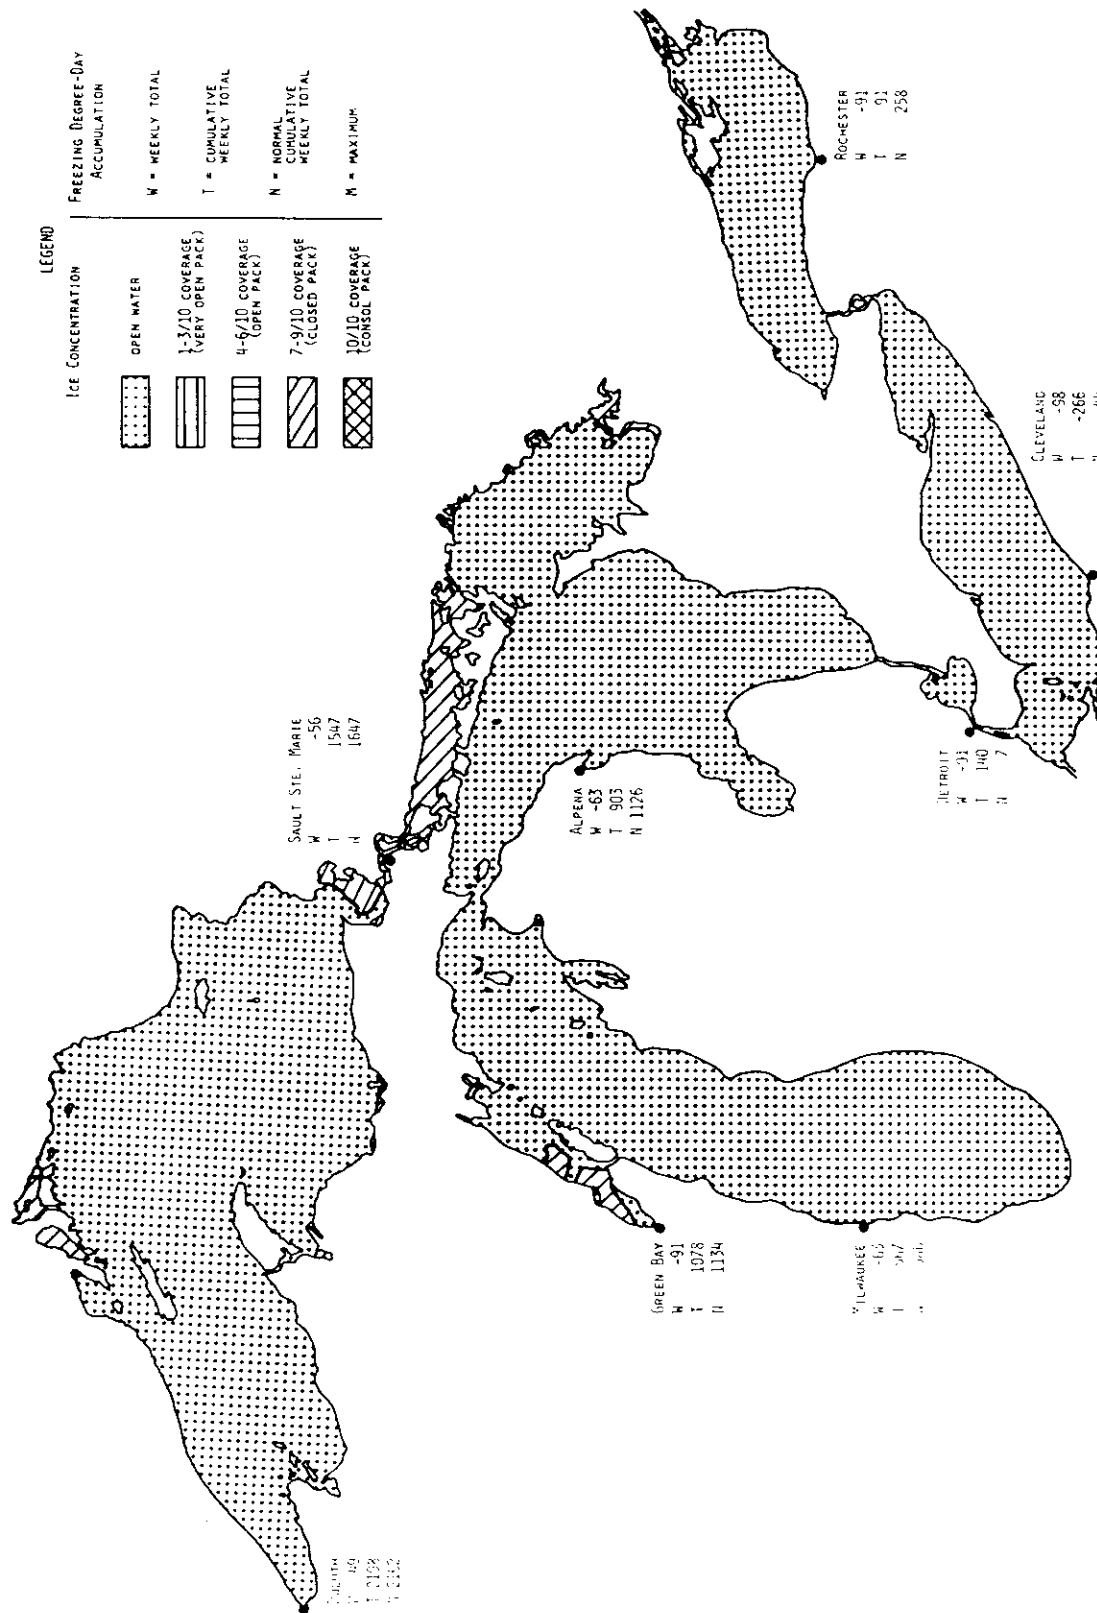 LEGEND
ICE CONCENTRATION
OPEN WATER
1-3/10 COVERAGE
(VERY OPEN PACK)
4-6/10 COVERAGE
(OPEN PACK)
7-9/10 COVERAGE
(CLOSED PACK)
10/10 COVERAGE
(CONSOL PACK)
FREEZING DEGREE-DAY
ACCUMULATION
W = WEEKLY TOTAL
T = CUMULATIVE
WEEKLY TOTAL
N = NORMAL
CUMULATIVE
WEEKLY TOTAL
M = MAXIMUM
SAULT STE. MARIE
W -56
T 1547
N 1647
ALPENA
W -63
T 903
N 1126
GREEN BAY
W -91
T 1078
N 1134
MILWAUKEE
W
DETROIT
W -91
T 140
N
CLEVELAND
W -98
T -266
ROCHESTER
W -91
T 91
N 258